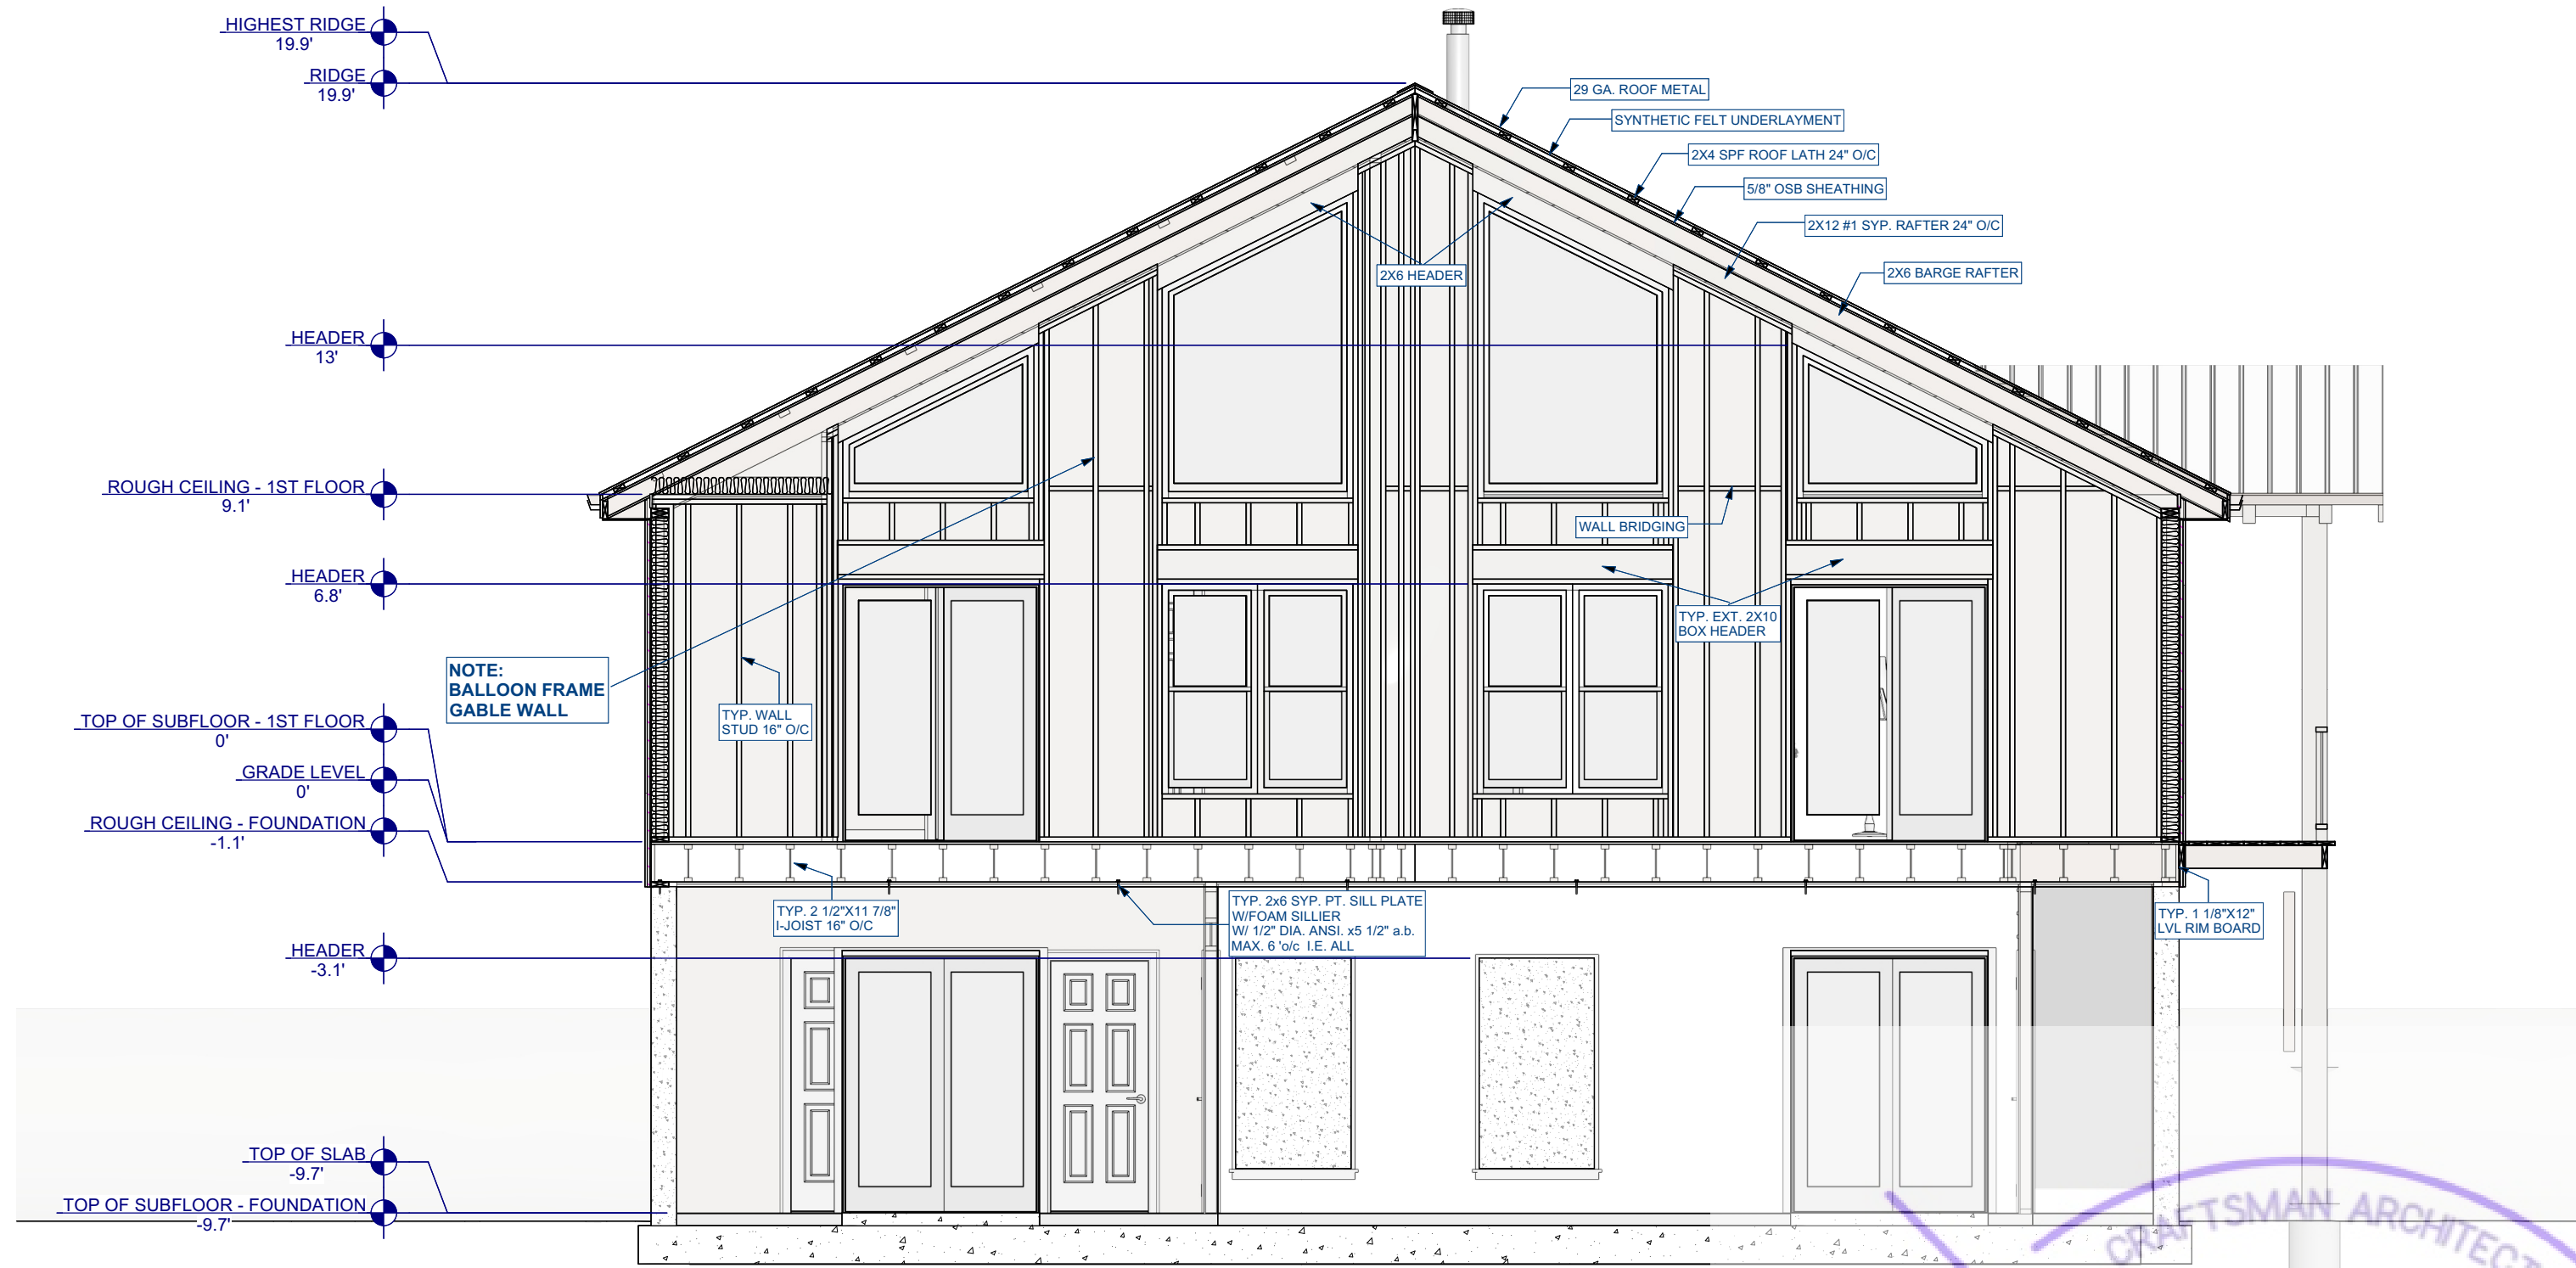 HIGHEST RIDGE
19.9'
RIDGE
19.9'
HEADER
13'
ROUGH CEILING - 1ST FLOOR
9.1'
HEADER
6.8'
TOP OF SUBFLOOR - 1ST FLOOR
0'
GRADE LEVEL
0'
ROUGH CEILING - FOUNDATION
-1.1'
HEADER
-3.1'
TOP OF SLAB
-9.7'
TOP OF SUBFLOOR - FOUNDATION
-9.7'
29 GA. ROOF METAL
SYNTHETIC FELT UNDERLAYMENT
2X4 SPF ROOF LATH 24" O/C
5/8" OSB SHEATHING
2X12 #1 SYP. RAFTER 24" O/C
2X6 BARGE RAFTER
2X6 HEADER
WALL BRIDGING
TYP. EXT. 2X10
BOX HEADER
NOTE:
BALLOON FRAME
GABLE WALL
TYP. WALL
STUD 16" O/C
TYP. 2 1/2"X11 7/8"
I-JOIST 16" O/C
TYP. 2x6 SYP. PT. SILL PLATE
W/FOAM SILLIER
W/ 1/2" DIA. ANSI. x5 1/2" a.b.
MAX. 6 'o/c  I.E. ALL
TYP. 1 1/8"X12"
LVL RIM BOARD
CRAFTSMAN ARCHITEC